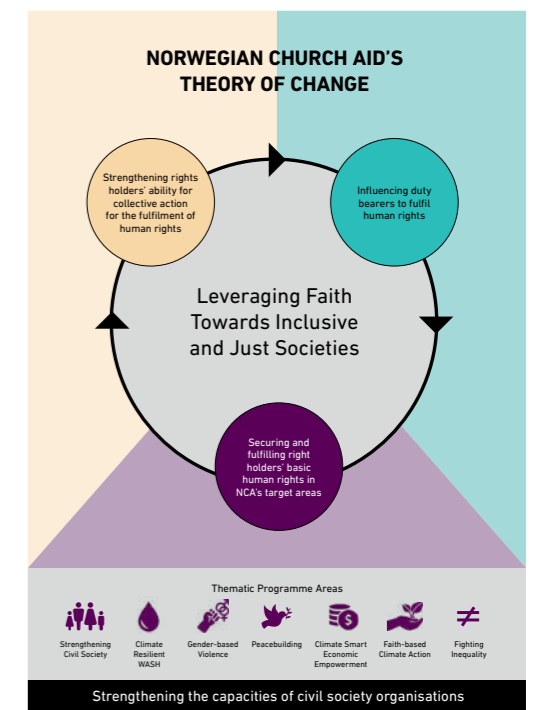 NORWEGIAN CHURCH AID'S
THEORY OF CHANGE
Strengthening rights
holders' ability for
collective action
for the fulfilment of
human rights
Influencing duty
bearers to fulfil
human rights
Leveraging Faith
Towards Inclusive
and Just Societies
Securing and
fulfilling right
holders' basic
human rights in
NCA's target areas
Thematic Programme Areas
Strengthening
Civil Society
Climate
Resilient
WASH
Gender-based
Violence
Peacebuilding
Climate Smart
Economic
Empowerment
Faith-based
Climate Action
Fighting
Inequality
Strengthening the capacities of civil society organisations